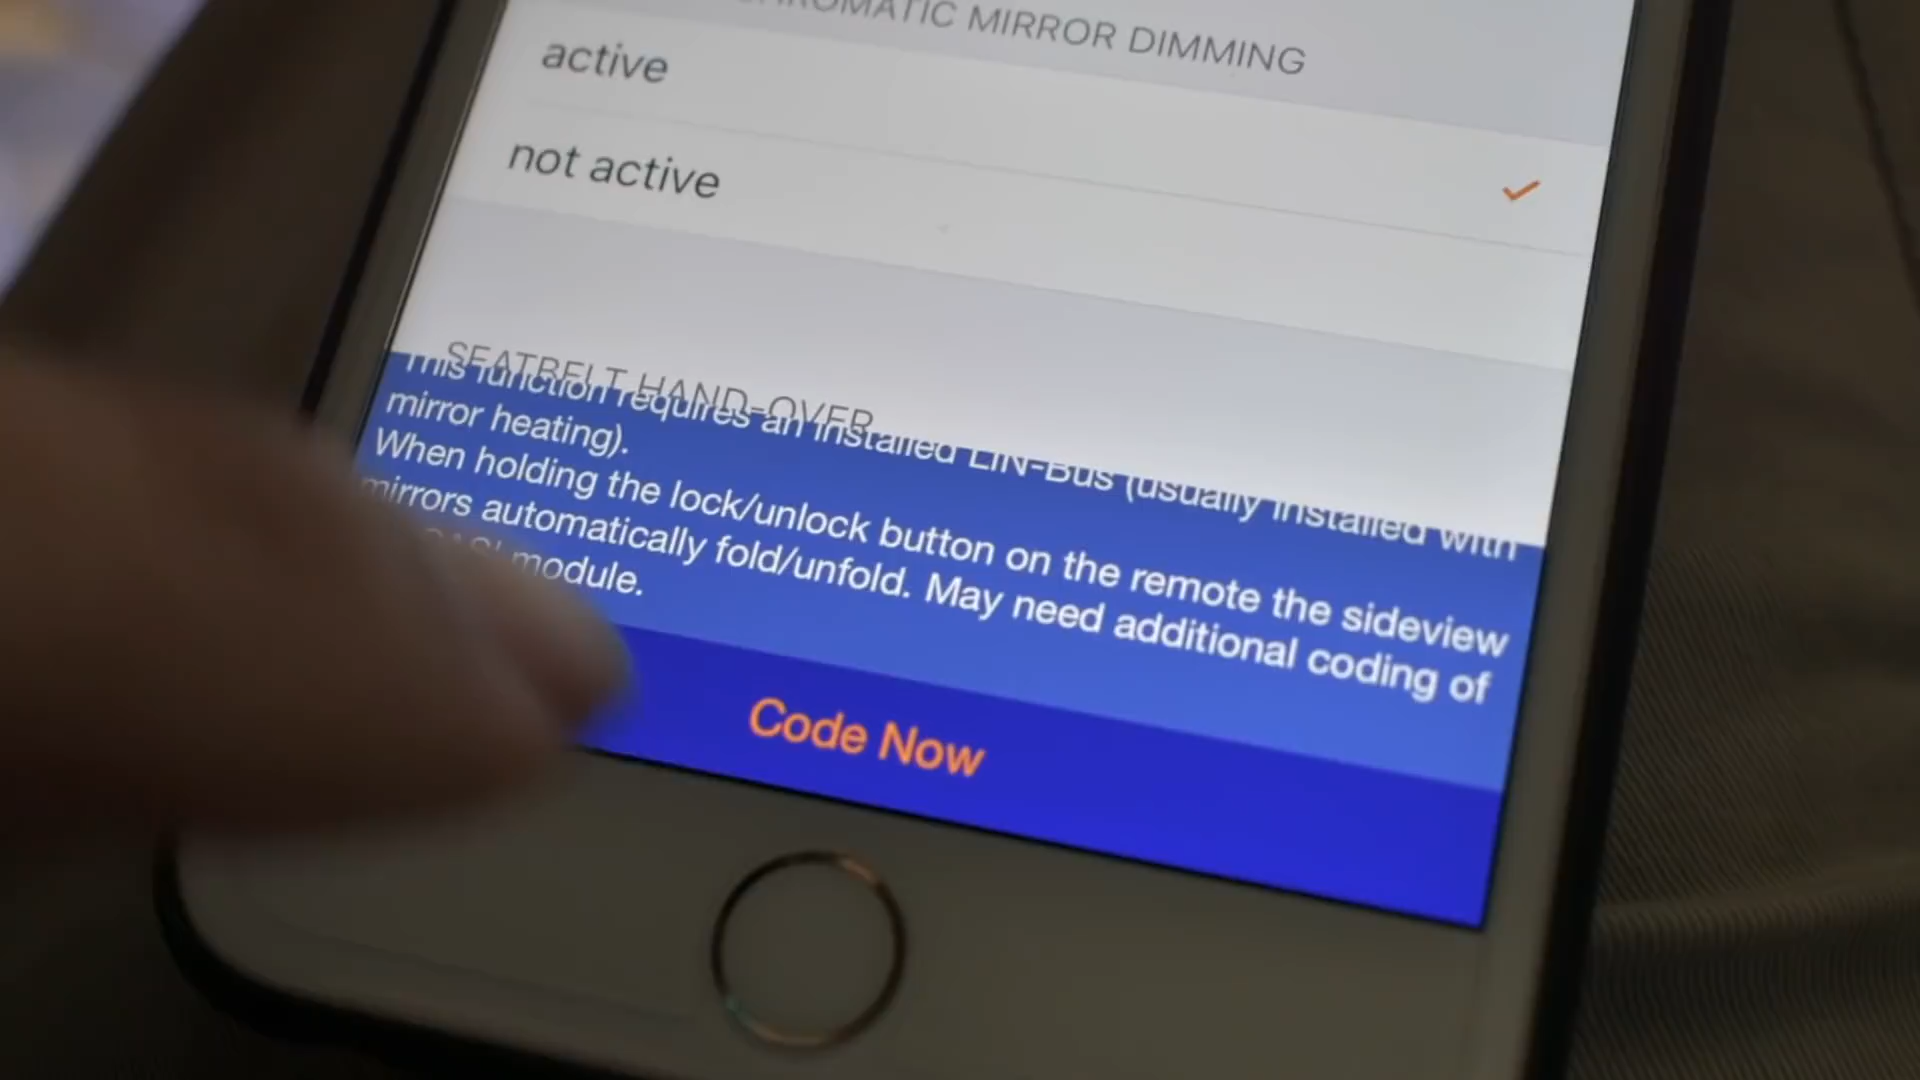 MIRROR DIMMING
active
not active
SEATBELT HAND-OVER
This function requires an installed LIN-Bus (usually installed with
mirror heating).
When holding the lock/unlock button on the remote the sideview
mirrors automatically fold/unfold. May need additional coding of
module.
Code Now